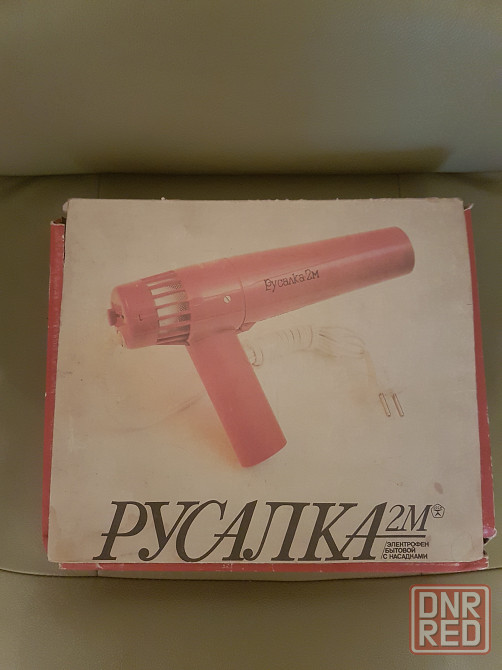 Русалка-2м
РУСАЛКА 2М
ЭЛЕКТРОФЕН
БЫТОВОЙ
С НАСАДКАМИ
DNR
RED